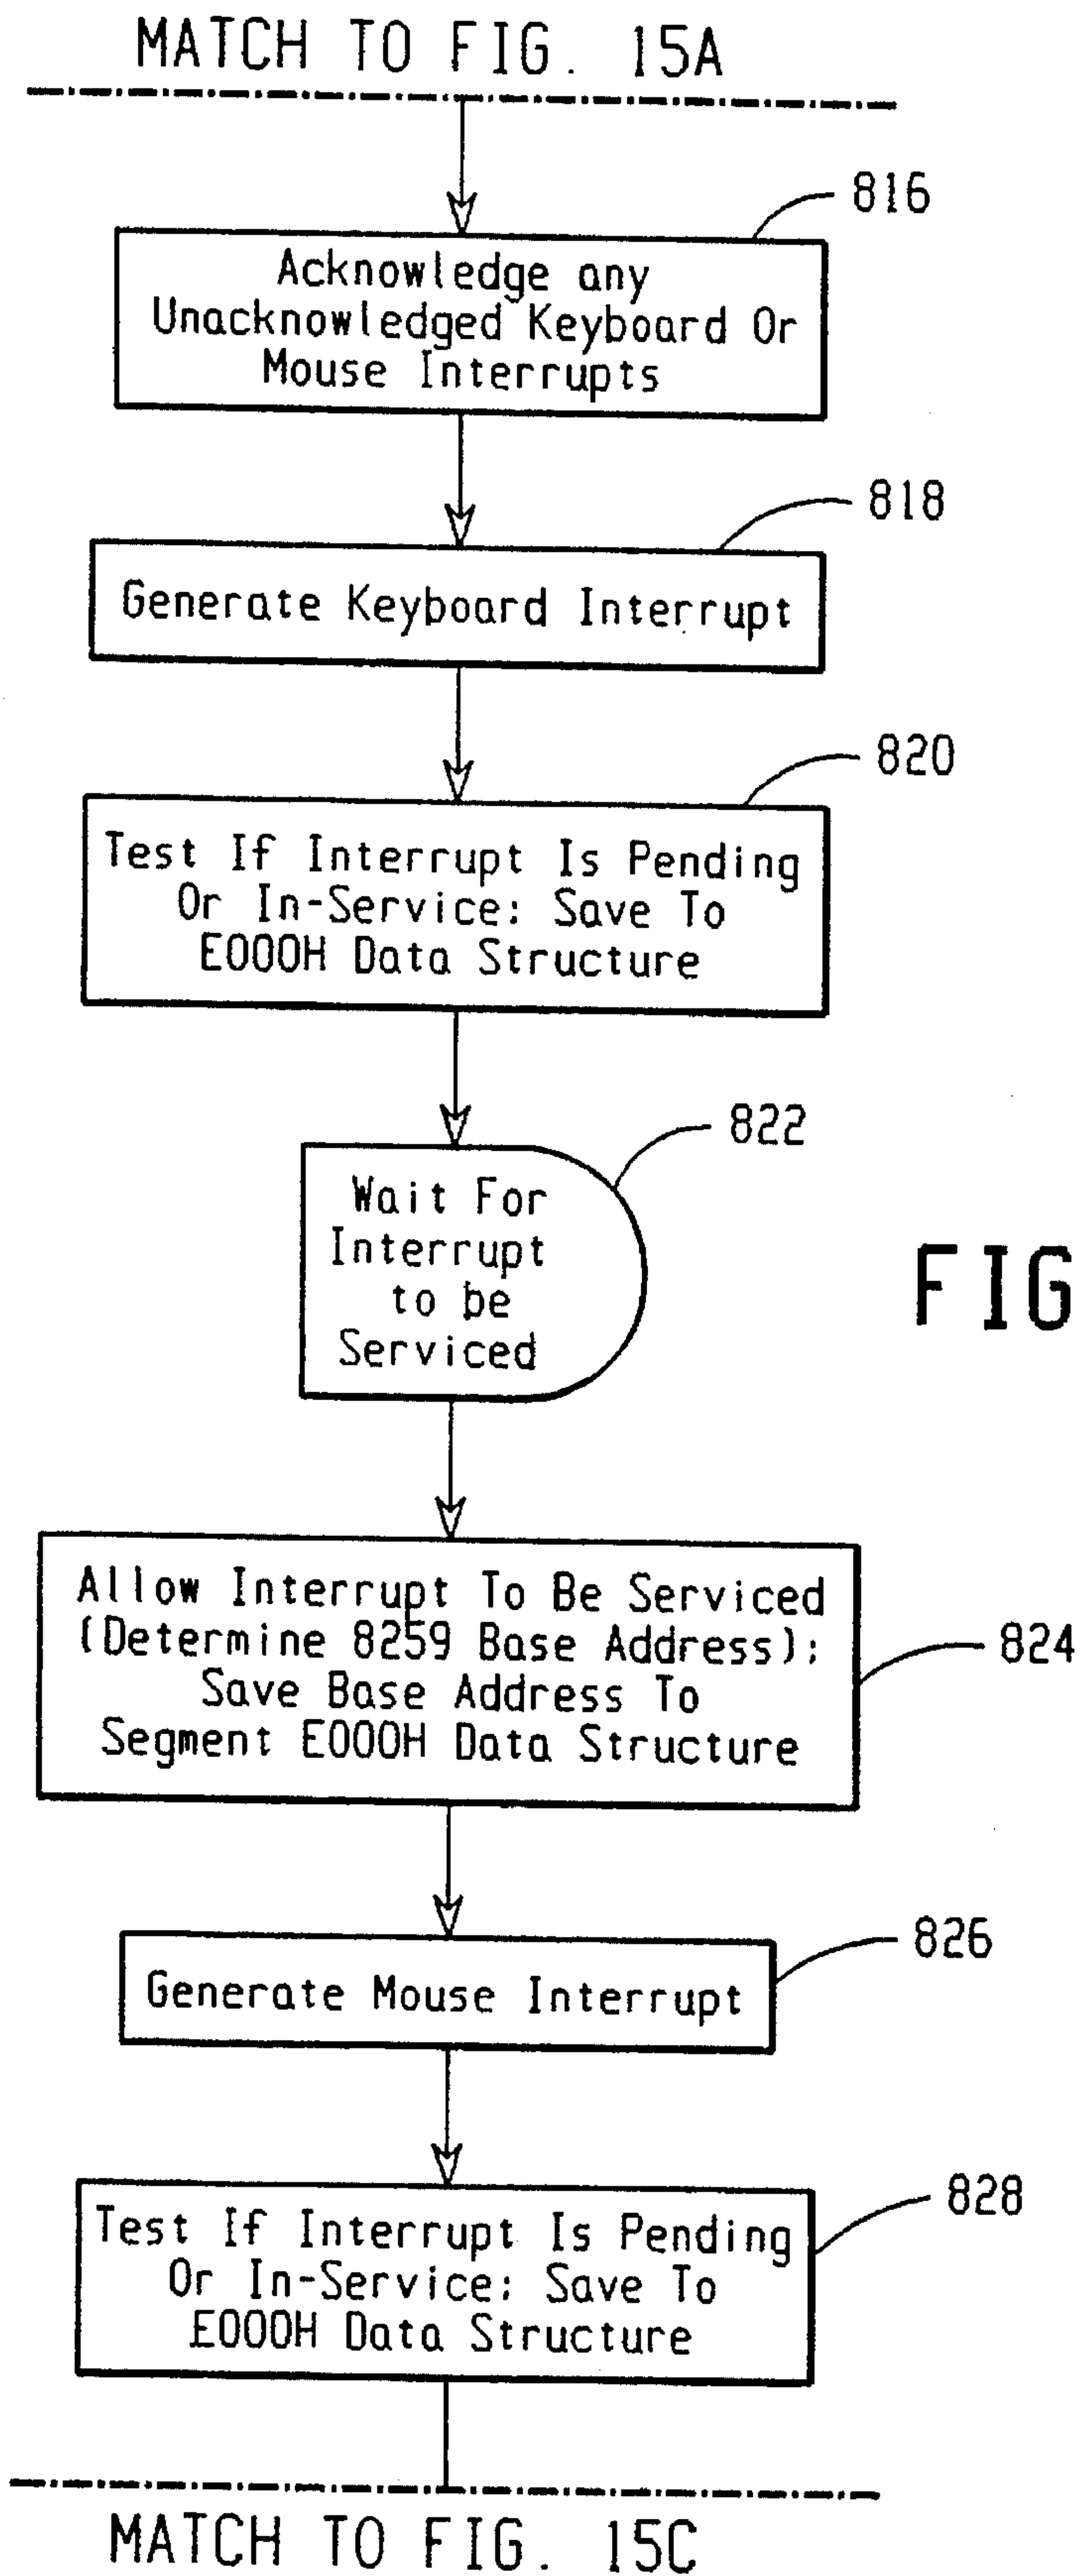 MATCH TO FIG. 15A
816
Acknowledge any
Unacknowledged Keyboard Or
Mouse Interrupts
818
Generate Keyboard Interrupt
820
Test If Interrupt Is Pending
Or In-Service; Save To
E000H Data Structure
822
Wait For
Interrupt
to be
Serviced
FIG
824
Allow Interrupt To Be Serviced
(Determine 8259 Base Address);
Save Base Address To
Segment E000H Data Structure
826
Generate Mouse Interrupt
828
Test If Interrupt Is Pending
Or In-Service; Save To
E000H Data Structure
MATCH TO FIG. 15C